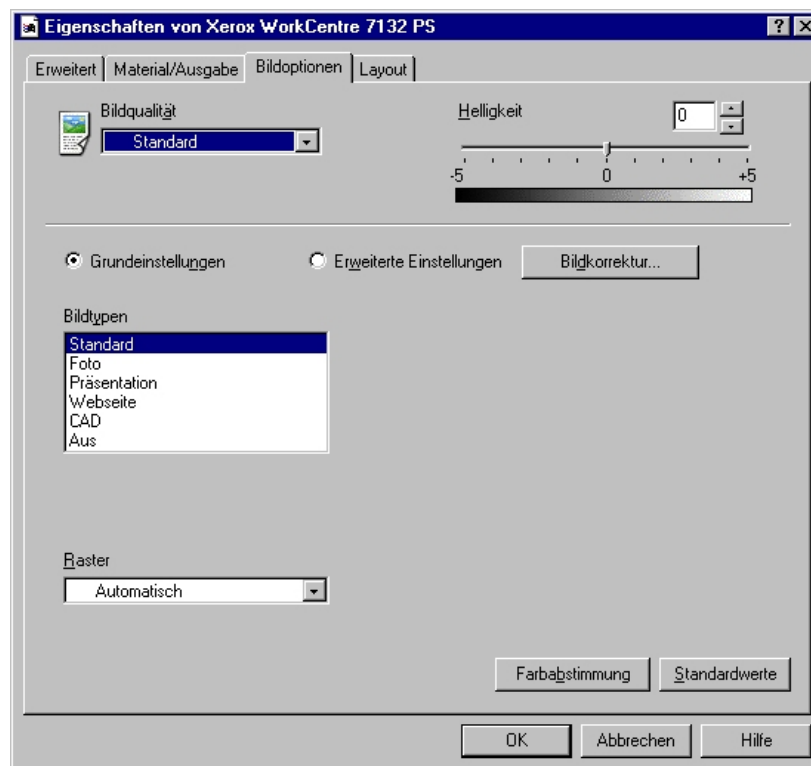 Eigenschaften von Xerox WorkCentre 7132 PS
Erweitert
Material/Ausgabe
Bildoptionen
Layout
Bildqualität
Standard
Helligkeit
0
-5 0 +5
Grundeinstellungen
Erweiterte Einstellungen
Bildkorrektur...
Bildtypen
Standard
Foto
Präsentation
Webseite
CAD
Aus
Raster
Automatisch
Farbabstimmung
Standardwerte
OK
Abbrechen
Hilfe